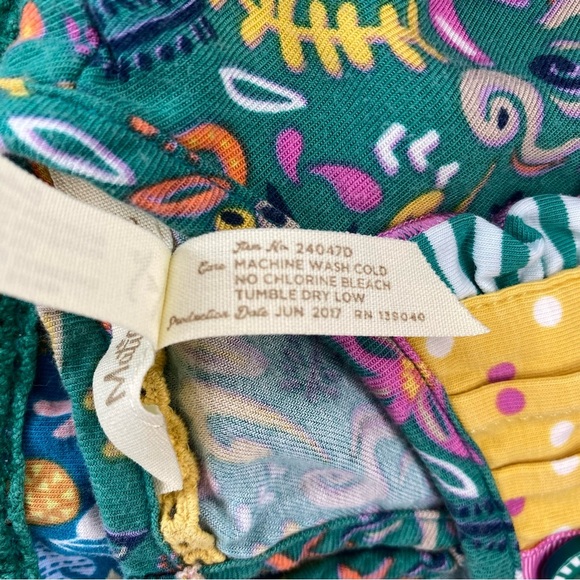 Item No. 24047D
Care MACHINE WASH COLD
NO CHLORINE BLEACH
TUMBLE DRY LOW
Production Date JUN 2017 RN 139040
Matil